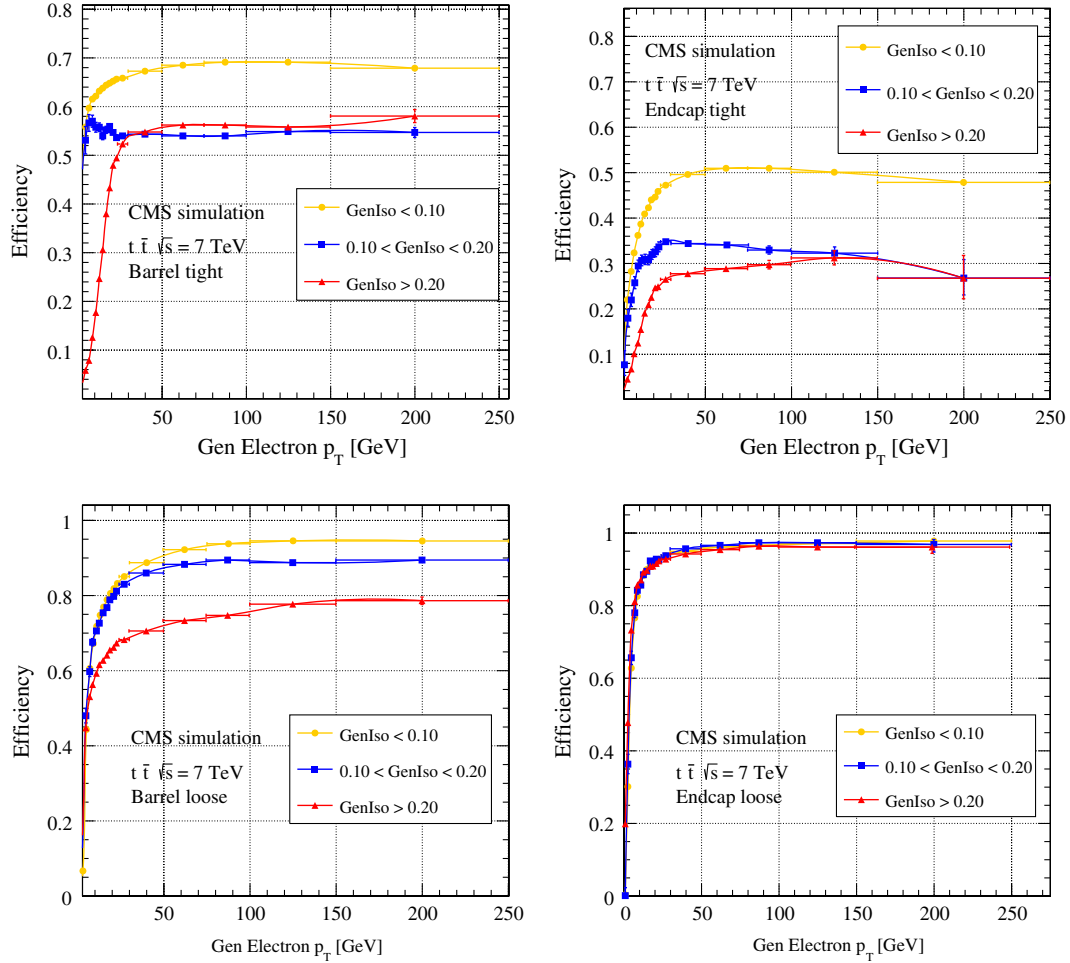 0.8
0.7
0.6
0.5
0.4
0.3
0.2
0.1
Efficiency
CMS simulation
t t̄ √s = 7 TeV
Barrel tight
GenIso < 0.10
0.10 < GenIso < 0.20
GenIso > 0.20
50 100 150 200 250
Gen Electron p_T [GeV]
0.8
0.7
0.6
0.5
0.4
0.3
0.2
0.1
Efficiency
CMS simulation
t t̄ √s = 7 TeV
Endcap tight
GenIso < 0.10
0.10 < GenIso < 0.20
GenIso > 0.20
50 100 150 200 250
Gen Electron p_T [GeV]
1
0.8
0.6
0.4
0.2
0
Efficiency
CMS simulation
t t̄ √s = 7 TeV
Barrel loose
GenIso < 0.10
0.10 < GenIso < 0.20
GenIso > 0.20
50 100 150 200 250
Gen Electron p_T [GeV]
1
0.8
0.6
0.4
0.2
0
Efficiency
CMS simulation
t t̄ √s = 7 TeV
Endcap loose
GenIso < 0.10
0.10 < GenIso < 0.20
GenIso > 0.20
0 50 100 150 200 250
Gen Electron p_T [GeV]